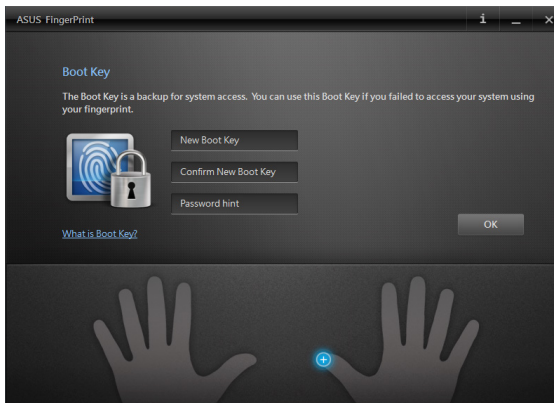 ASUS FingerPrint
Boot Key
The Boot Key is a backup for system access. You can use this Boot Key if you failed to access your system using
your fingerprint.
New Boot Key
Confirm New Boot Key
Password hint
What is Boot Key?
OK